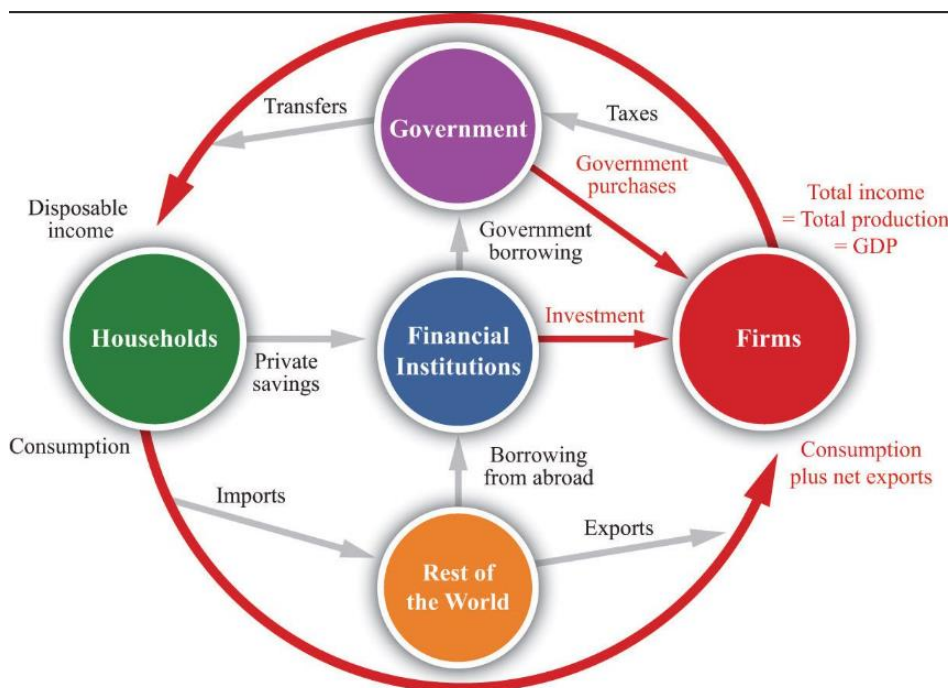 Transfers
Government
Taxes
Government
purchases
Disposable
income
Total income
= Total production
= GDP
Government
borrowing
Households
Private
savings
Financial
Institutions
Investment
Firms
Consumption
Imports
Borrowing
from abroad
Exports
Consumption
plus net exports
Rest of
the World